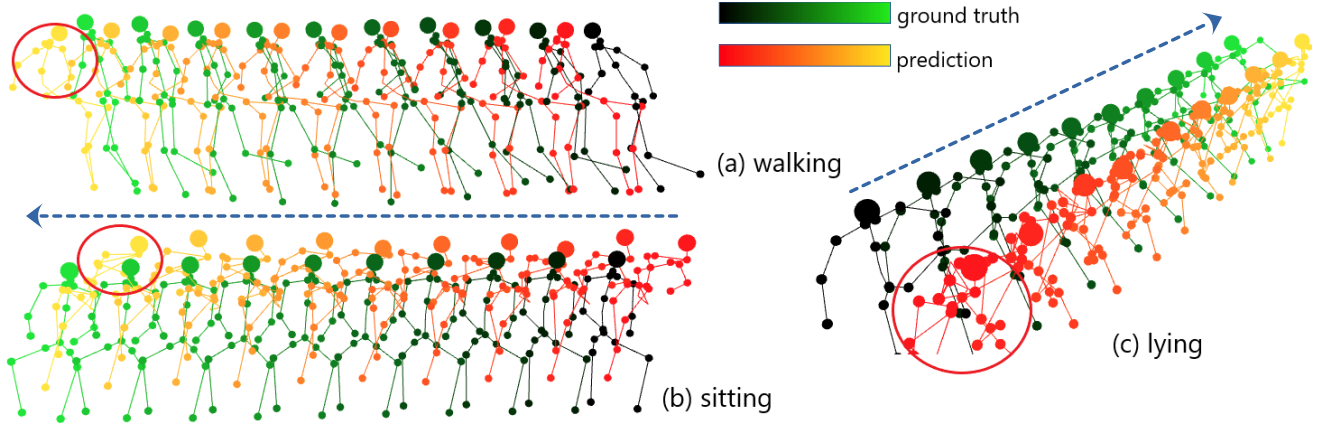 ground truth
prediction
(a) walking
(b) sitting
(c) lying